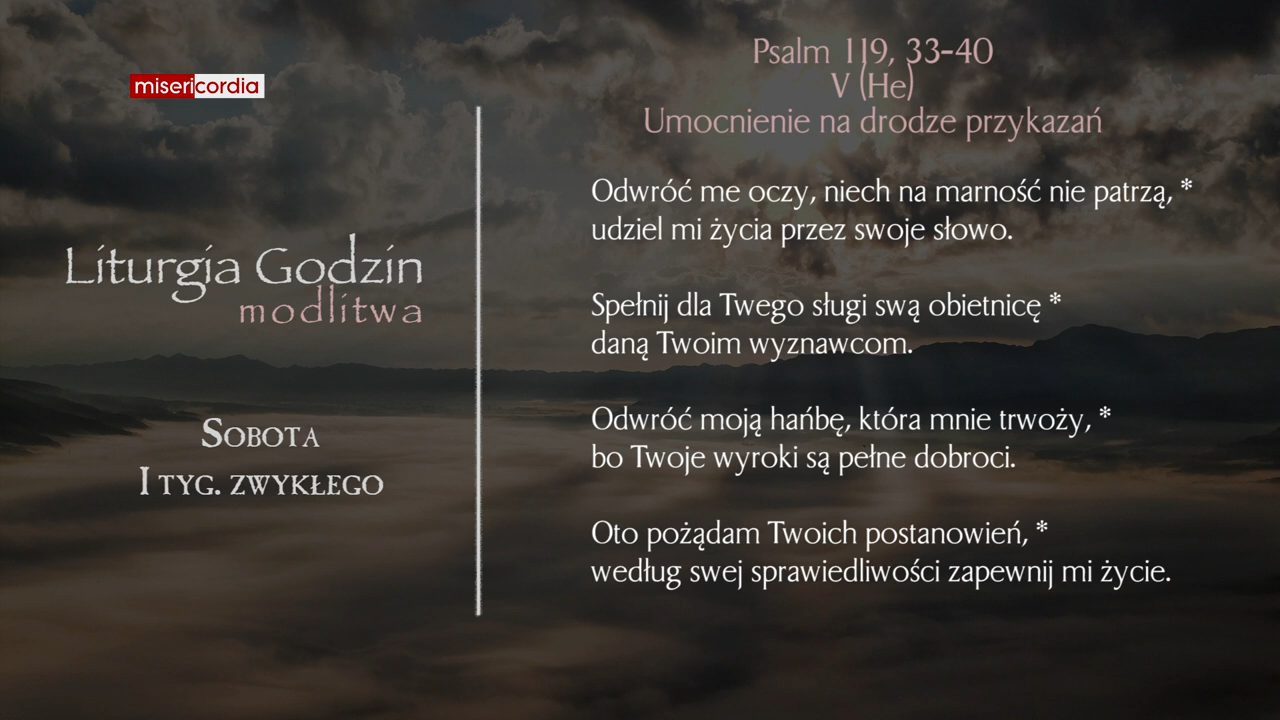 misericordia
Liturgia Godzin
modlitwa
Sobota
I tyg. zwykłego
Psalm 119, 33-40
V (He)
Umocnienie na drodze przykazań
Odwróć me oczy, niech na marność nie patrzą, *
udziel mi życia przez swoje słowo.
Spełnij dla Twego sługi swą obietnicę *
daną Twoim wyznawcom.
Odwróć moją hańbę, która mnie trwoży, *
bo Twoje wyroki są pełne dobroci.
Oto pożądam Twoich postanowień, *
według swej sprawiedliwości zapewnij mi życie.